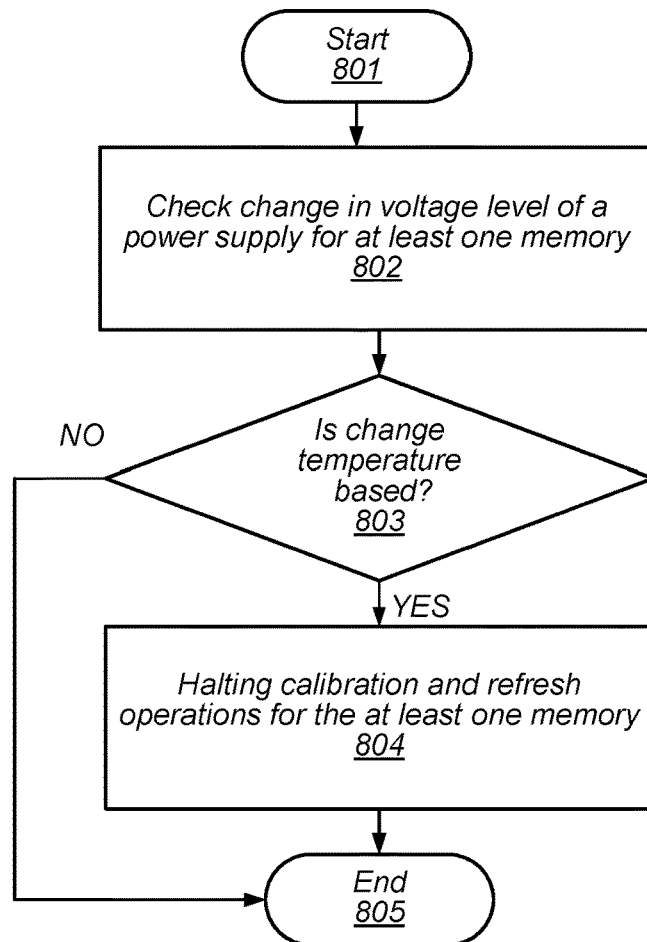 Start
801
Check change in voltage level of a
power supply for at least one memory
802
NO
Is change
temperature
based?
803
YES
Halting calibration and refresh
operations for the at least one memory
804
End
805